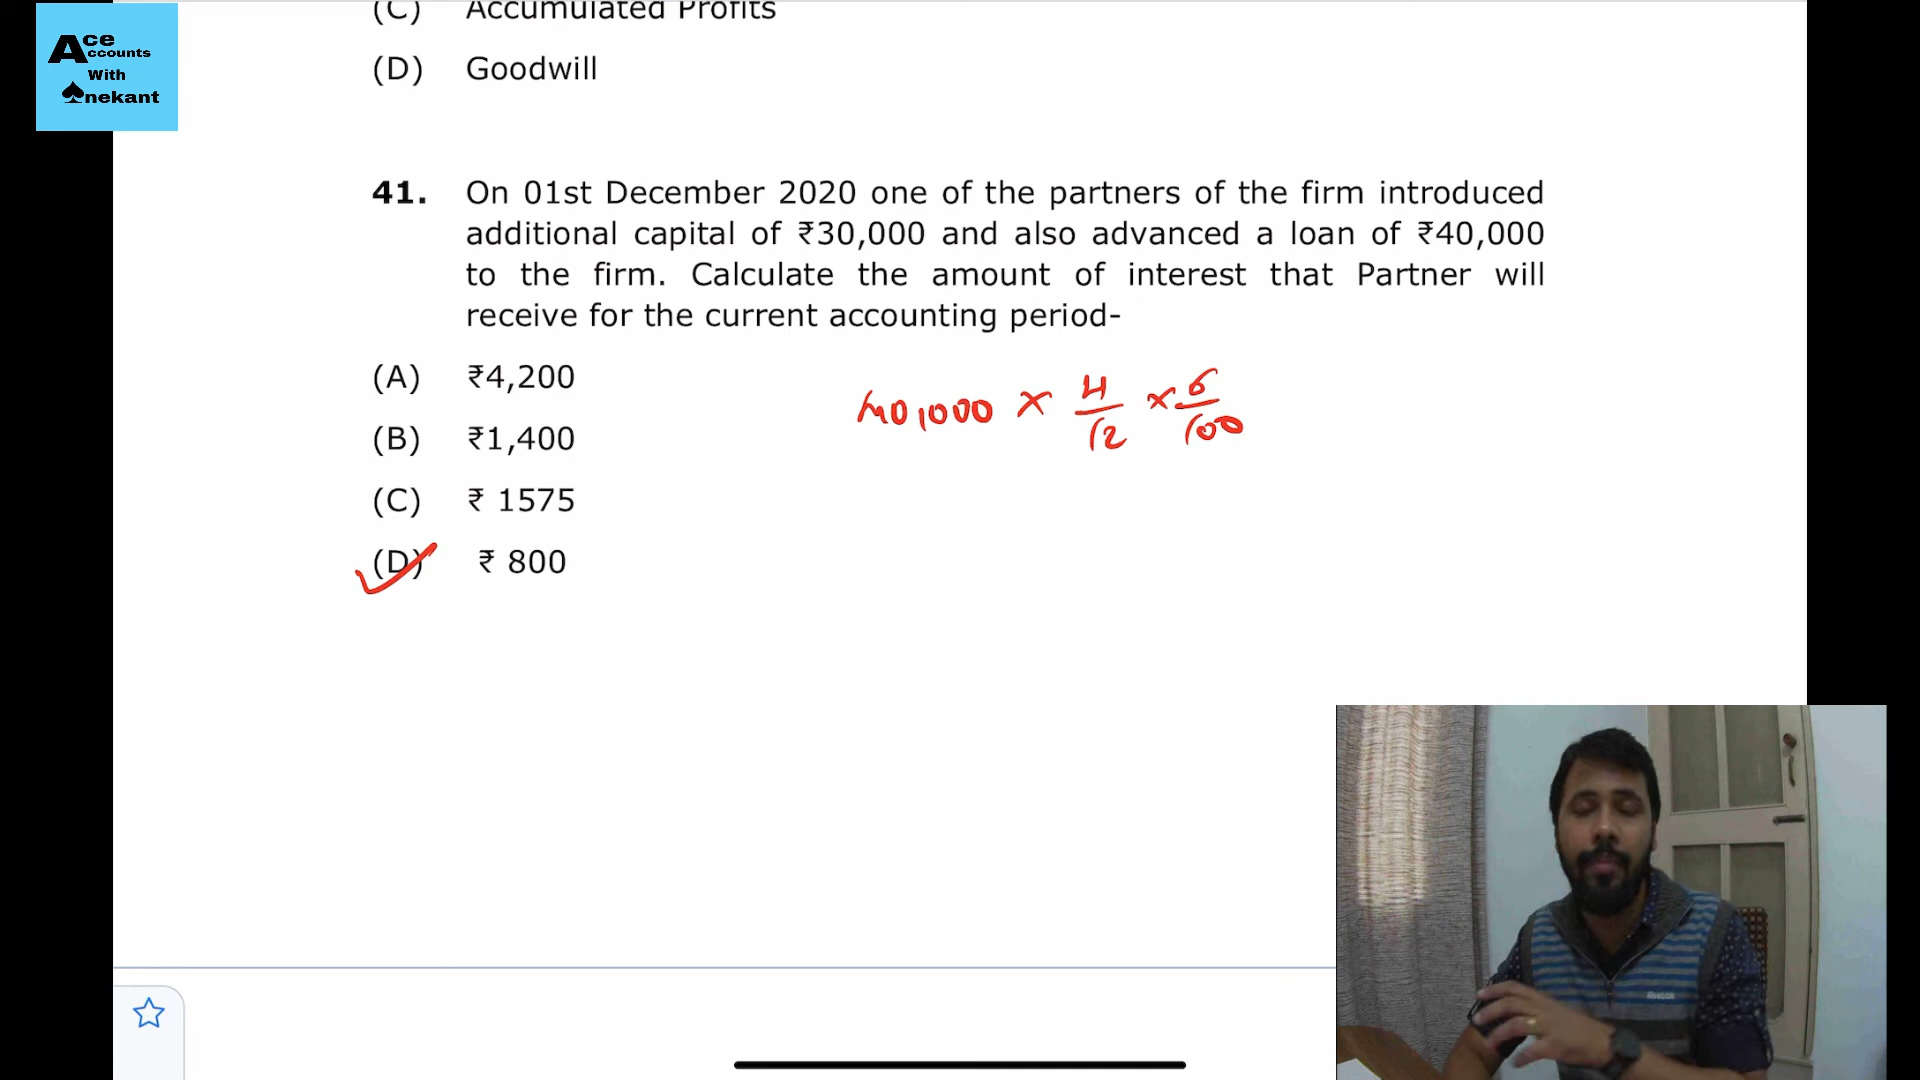 Ace
Accounts
With
Anekant
(C) Accumulated Profits
(D) Goodwill
41. On 01st December 2020 one of the partners of the firm introduced
additional capital of ₹30,000 and also advanced a loan of ₹40,000
to the firm. Calculate the amount of interest that Partner will
receive for the current accounting period-
(A) ₹4,200
(B) ₹1,400
(C) ₹ 1575
(D) ₹ 800
40,000 × 4/12 × 6/100
Reebok